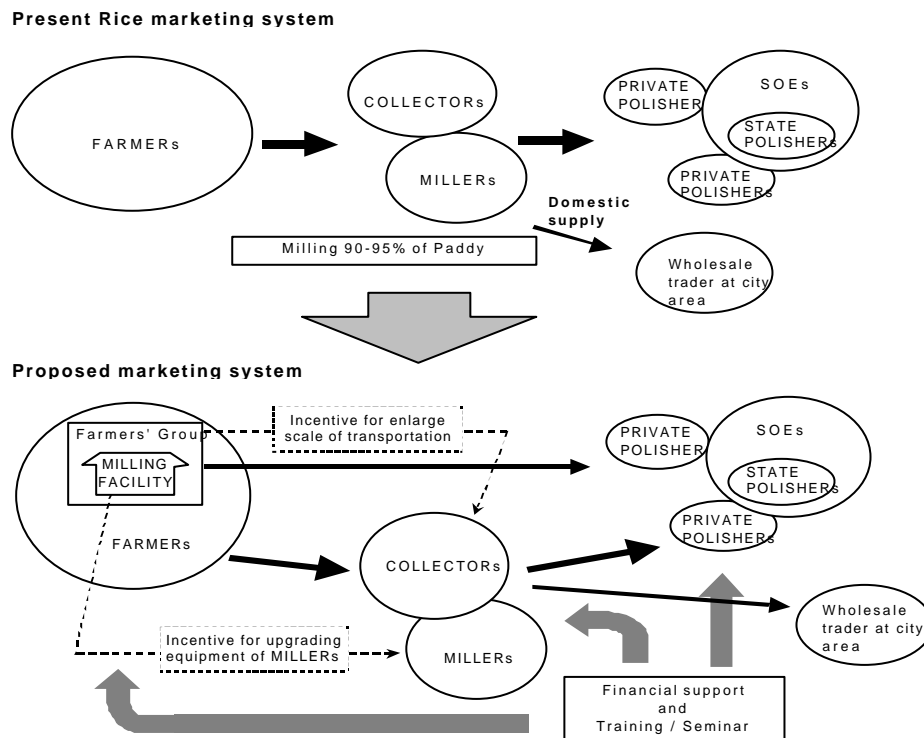 Present Rice marketing system
FARMERs
COLLECTORs
MILLERs
PRIVATE
POLISHER
SOEs
STATE
POLISHERs
PRIVATE
POLISHERs
Domestic
supply
Milling 90-95% of Paddy
Wholesale
trader at city
area
Proposed marketing system
Farmers' Group
MILLING
FACILITY
FARMERs
Incentive for enlarge
scale of transportation
PRIVATE
POLISHER
SOEs
STATE
POLISHERs
PRIVATE
POLISHERs
COLLECTORs
MILLERs
Incentive for upgrading
equipment of MILLERs
Wholesale
trader at city
area
Financial support
and
Training / Seminar